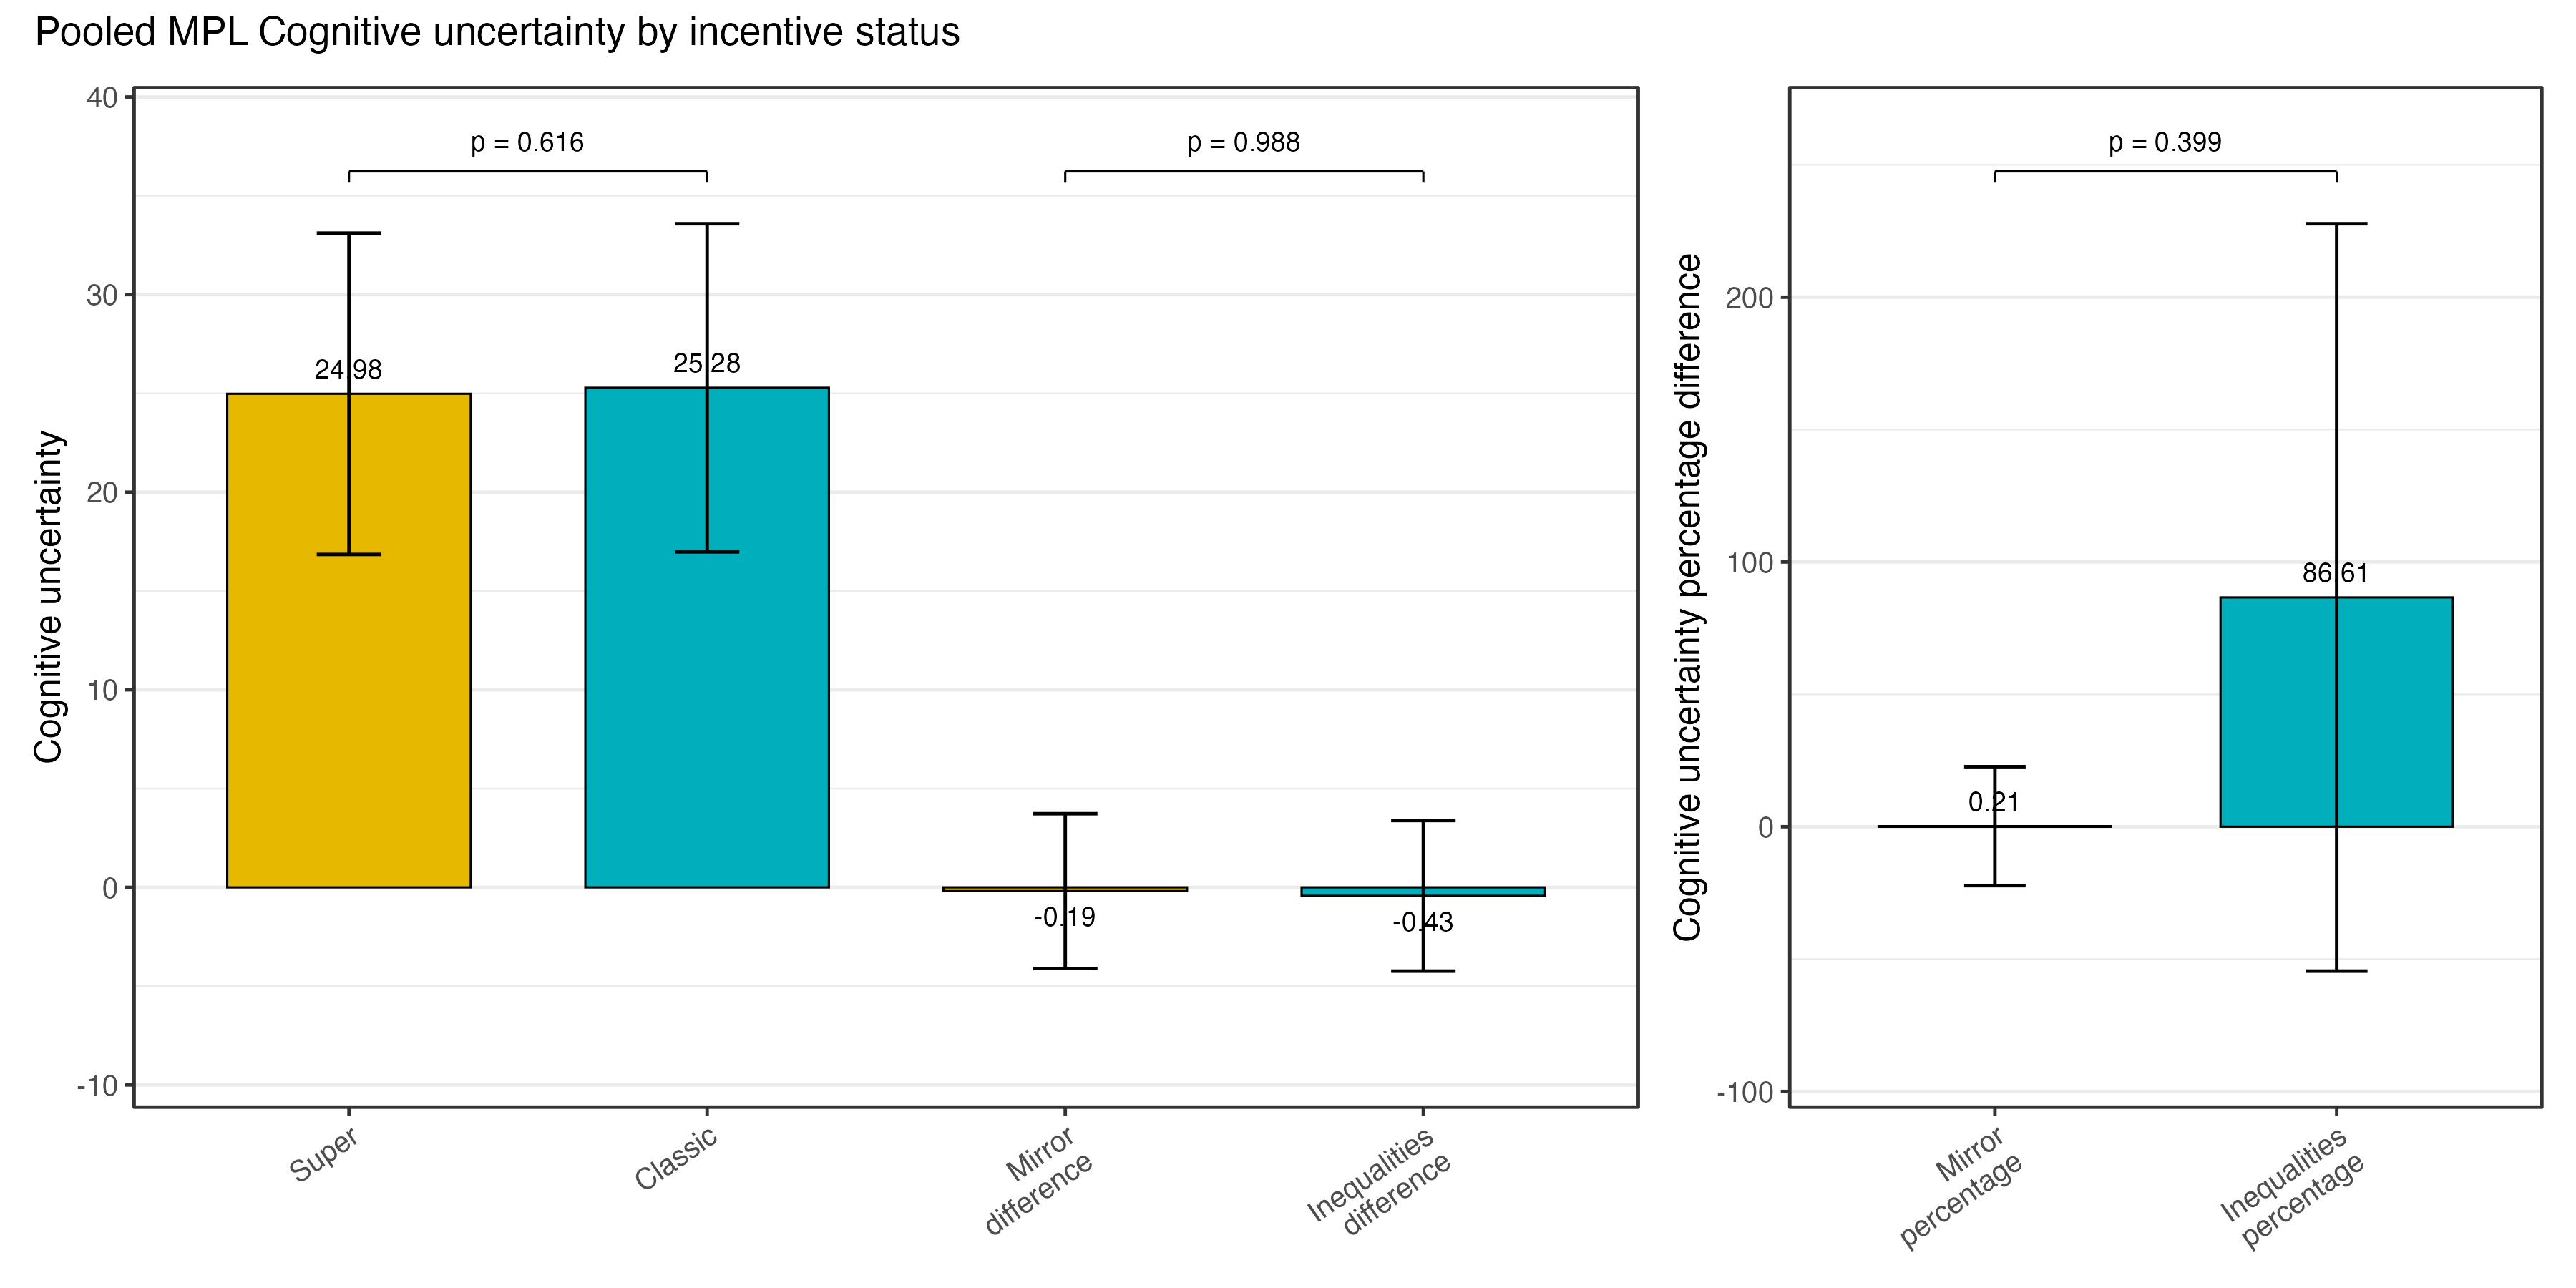 Pooled MPL Cognitive uncertainty by incentive status
Cognitive uncertainty
40
30
20
10
0
-10
p = 0.616
p = 0.988
24.98
25.28
-0.19
-0.43
Super
Classic
Mirror
difference
Inequalities
difference
Cognitive uncertainty percentage difference
200
100
0
-100
p = 0.399
0.21
86.61
Mirror
percentage
Inequalities
percentage